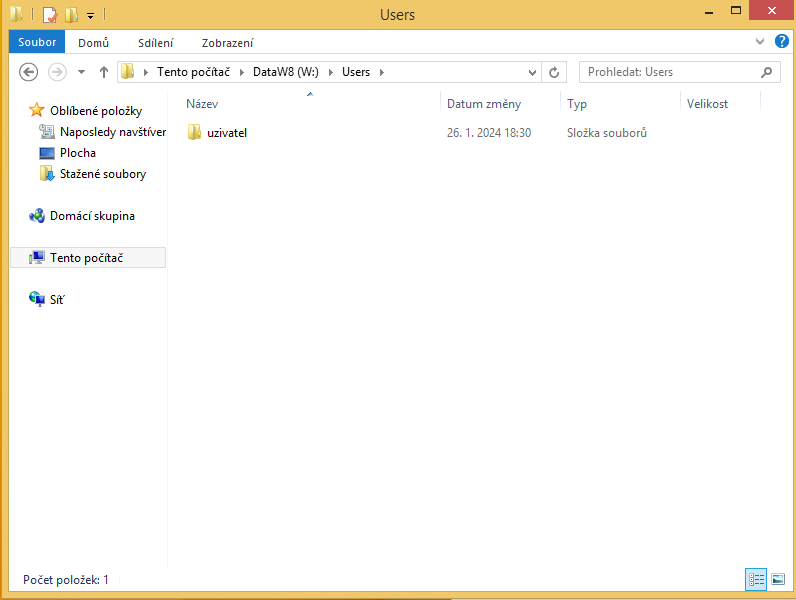 Users
Soubor Domů Sdílení Zobrazení
Tento počítač DataW8 (W:) Users
Prohledat: Users
Název Datum změny Typ Velikost
uzivatel 26. 1. 2024 18:30 Složka souborů
Oblíbené položky
Naposledy navštíver
Plocha
Stažené soubory
Domácí skupina
Tento počítač
Síť
Počet položek: 1